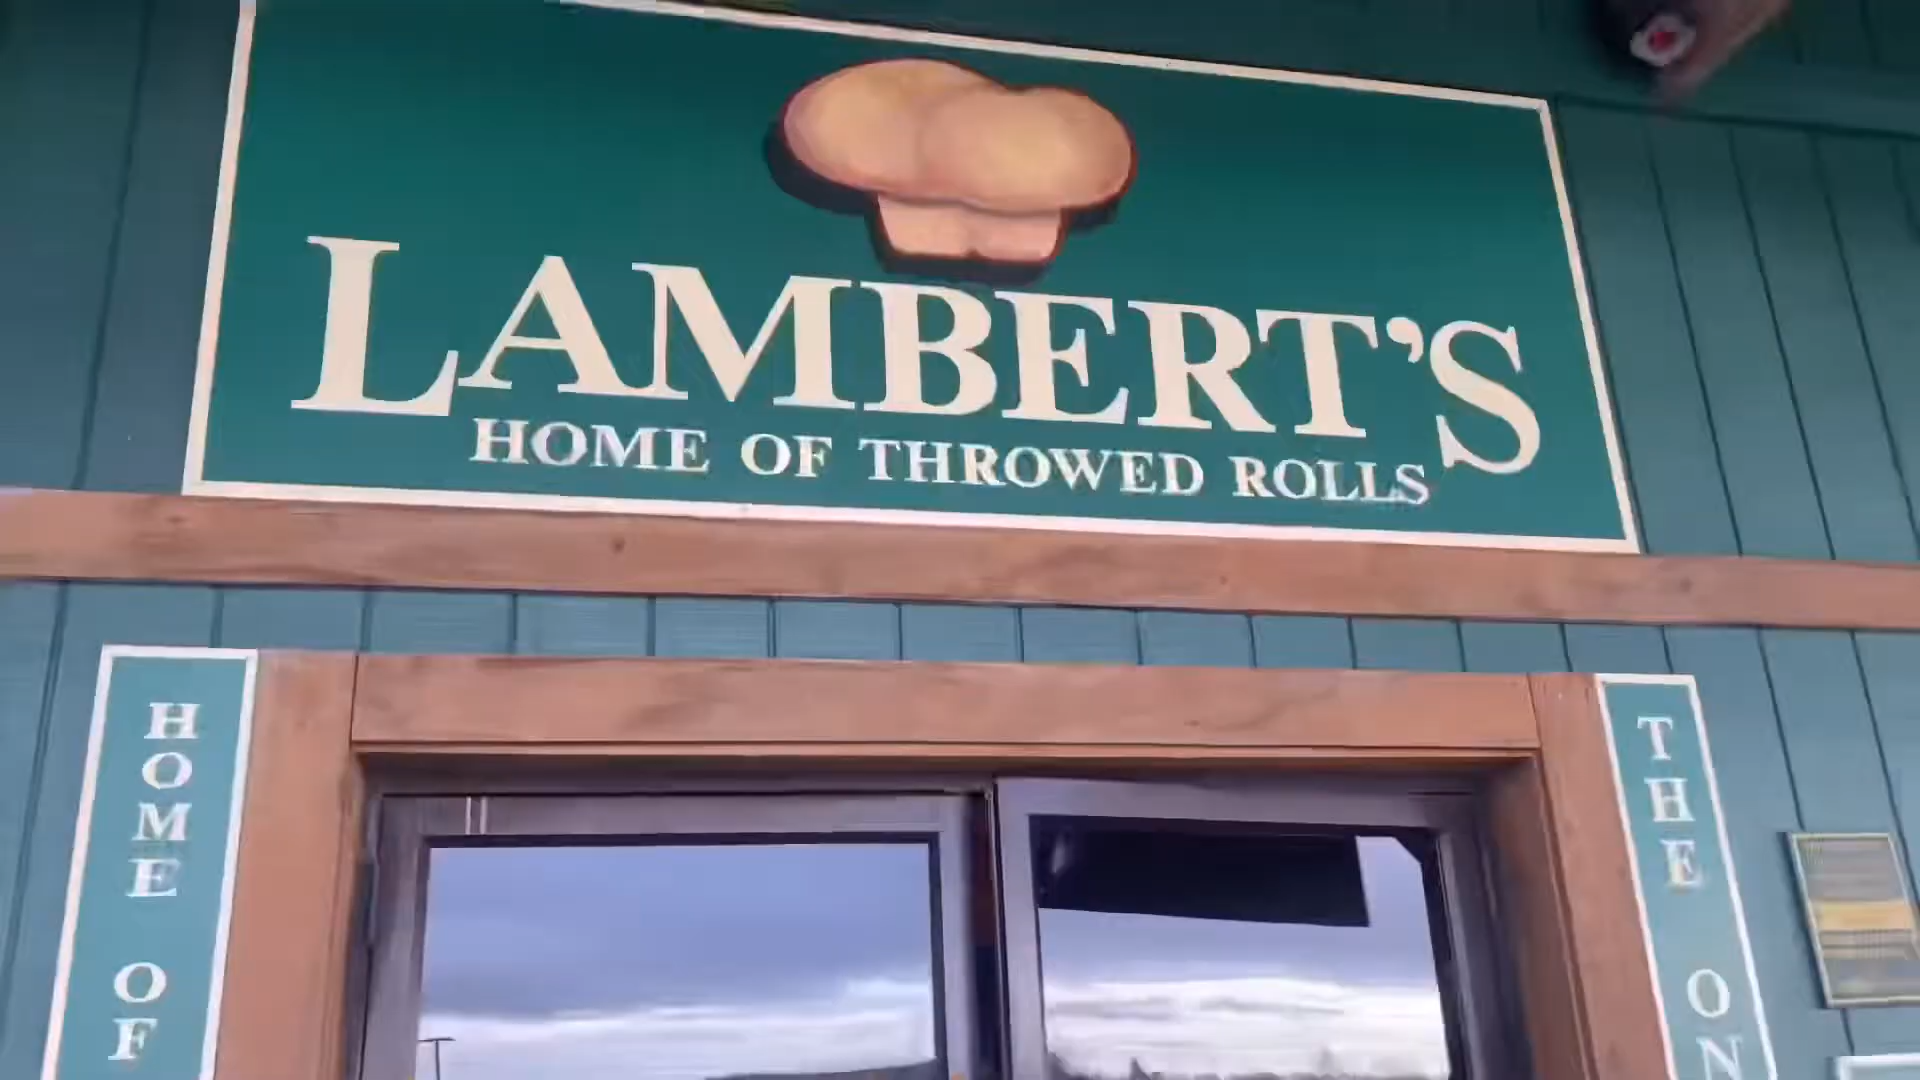 LAMBERT'S
HOME OF THROWED ROLLS
HOME OF
THE ON